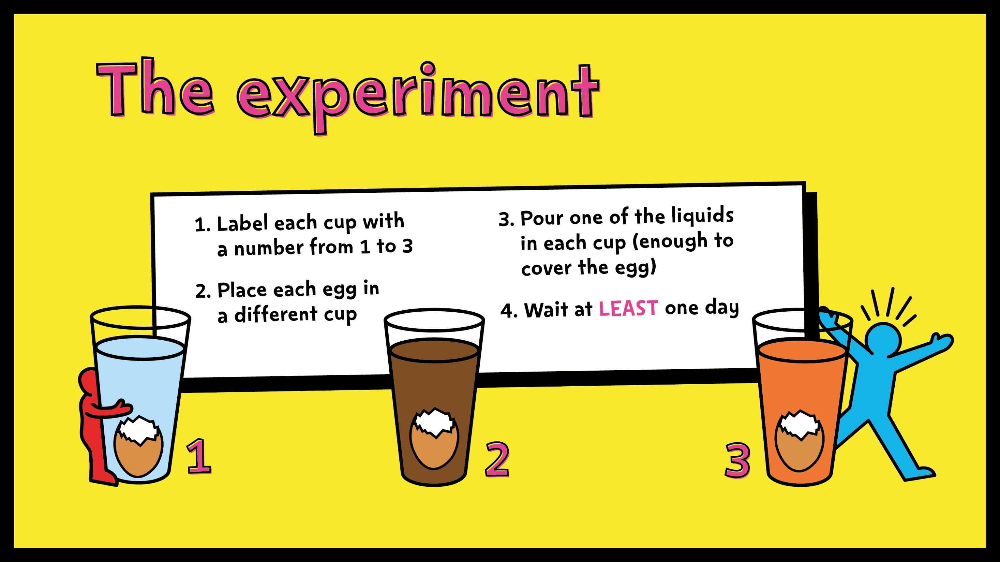 The experiment
1. Label each cup with
a number from 1 to 3
2. Place each egg in
a different cup
3. Pour one of the liquids
in each cup (enough to
cover the egg)
4. Wait at LEAST one day
1
2
3